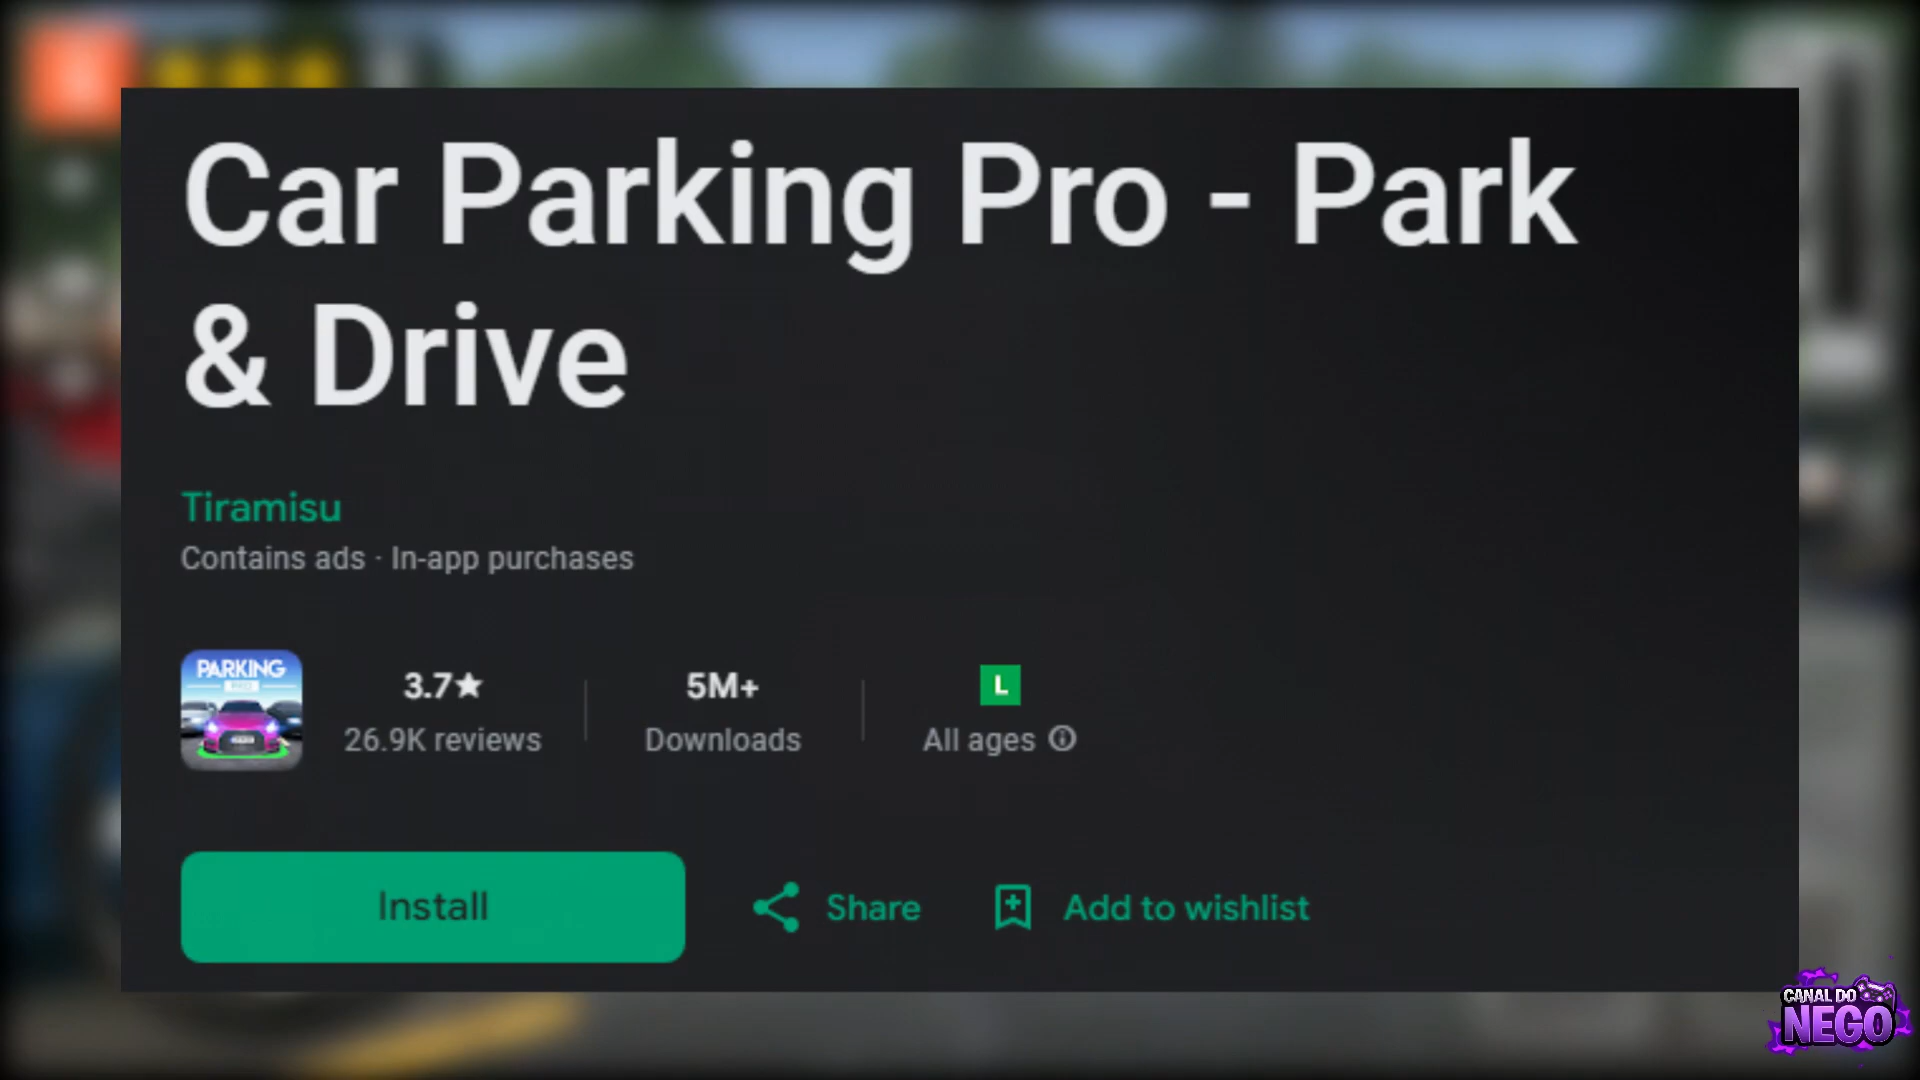 Car Parking Pro - Park
& Drive
Tiramisu
Contains ads · In-app purchases
PARKING
PRO
3.7★
26.9K reviews
5M+
Downloads
L
All ages
Install
Share
Add to wishlist
CANAL DO
NEGO